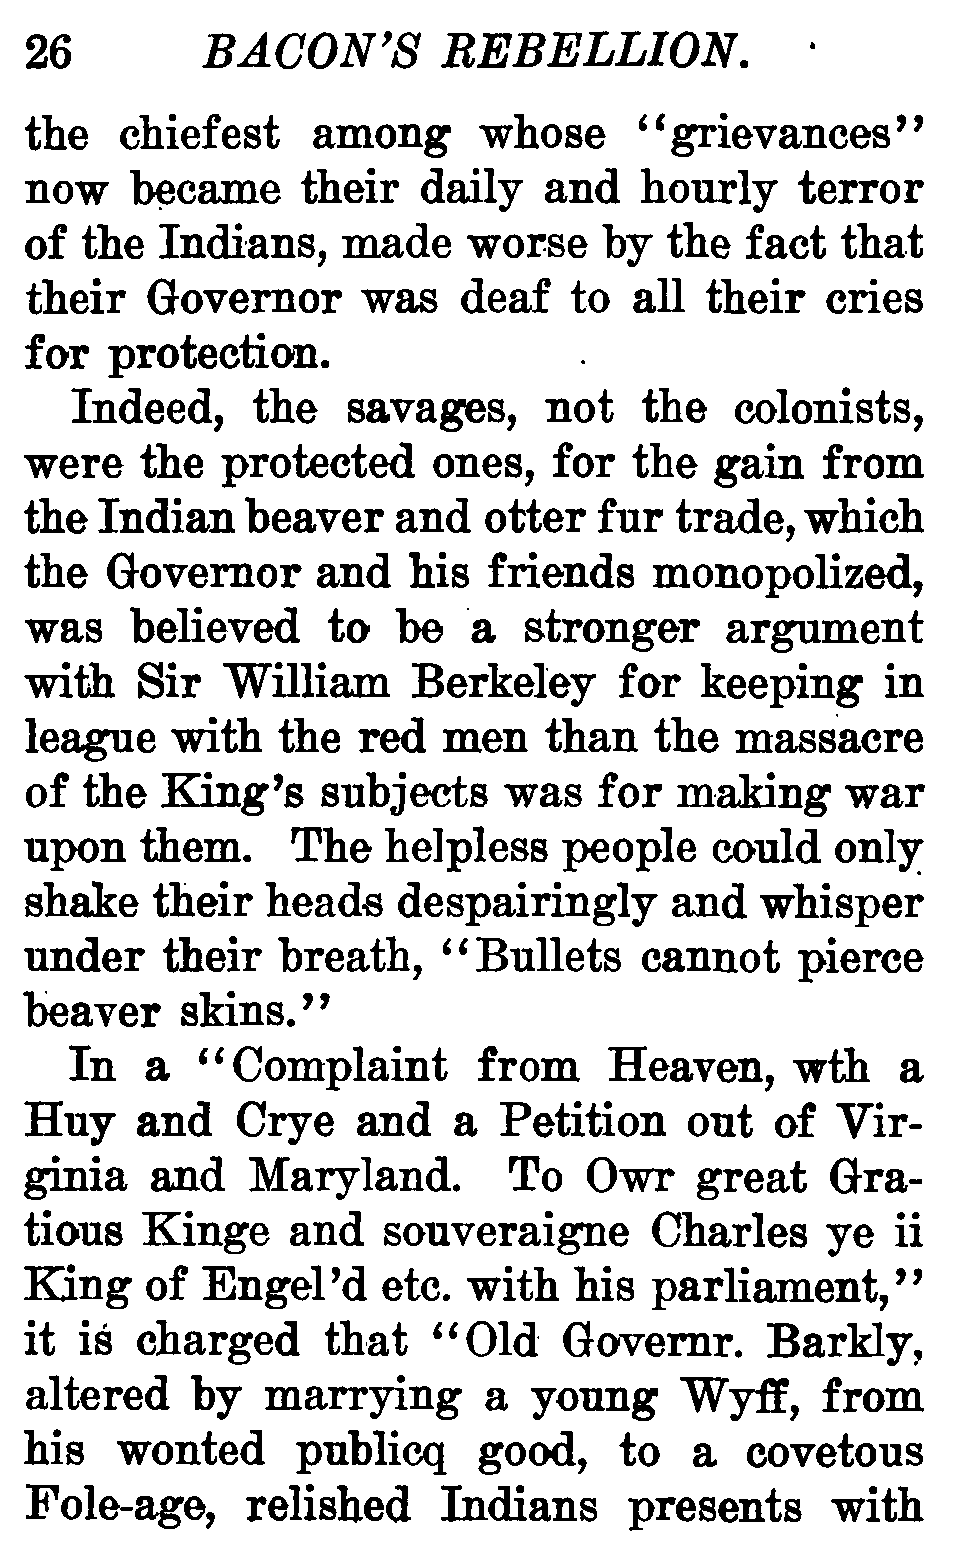 26 BACON'S REBELLION.
the chiefest among whose "grievances"
now became their daily and hourly terror
of the Indians, made worse by the fact that
their Governor was deaf to all their cries
for protection.
Indeed, the savages, not the colonists,
were the protected ones, for the gain from
the Indian beaver and otter fur trade, which
the Governor and his friends monopolized,
was believed to be a stronger argument
with Sir William Berkeley for keeping in
league with the red men than the massacre
of the King's subjects was for making war
upon them. The helpless people could only
shake their heads despairingly and whisper
under their breath, "Bullets cannot pierce
beaver skins."
In a "Complaint from Heaven, wth a
Huy and Crye and a Petition out of Vir-
ginia and Maryland. To Owr great Gra-
tious Kinge and souveraigne Charles ye ii
King of Engel'd etc. with his parliament,"
it is charged that "Old Governr. Barkly,
altered by marrying a young Wyff, from
his wonted publicq good, to a covetous
Fole-age, relished Indians presents with